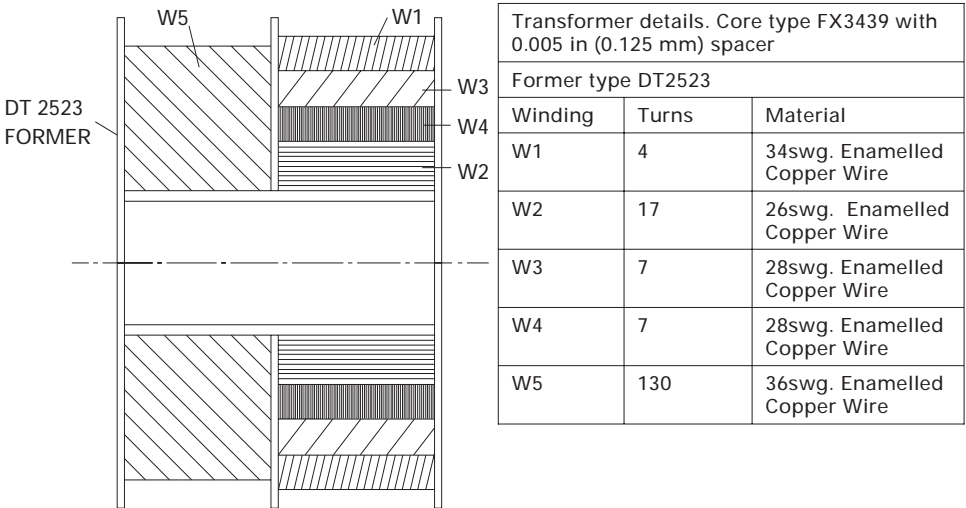 W5
W1
W3
W4
W2
DT 2523
FORMER
Transformer details. Core type FX3439 with
0.005 in (0.125 mm) spacer
Former type DT2523
Winding Turns Material
W1 4 34swg. Enamelled
Copper Wire
W2 17 26swg. Enamelled
Copper Wire
W3 7 28swg. Enamelled
Copper Wire
W4 7 28swg. Enamelled
Copper Wire
W5 130 36swg. Enamelled
Copper Wire